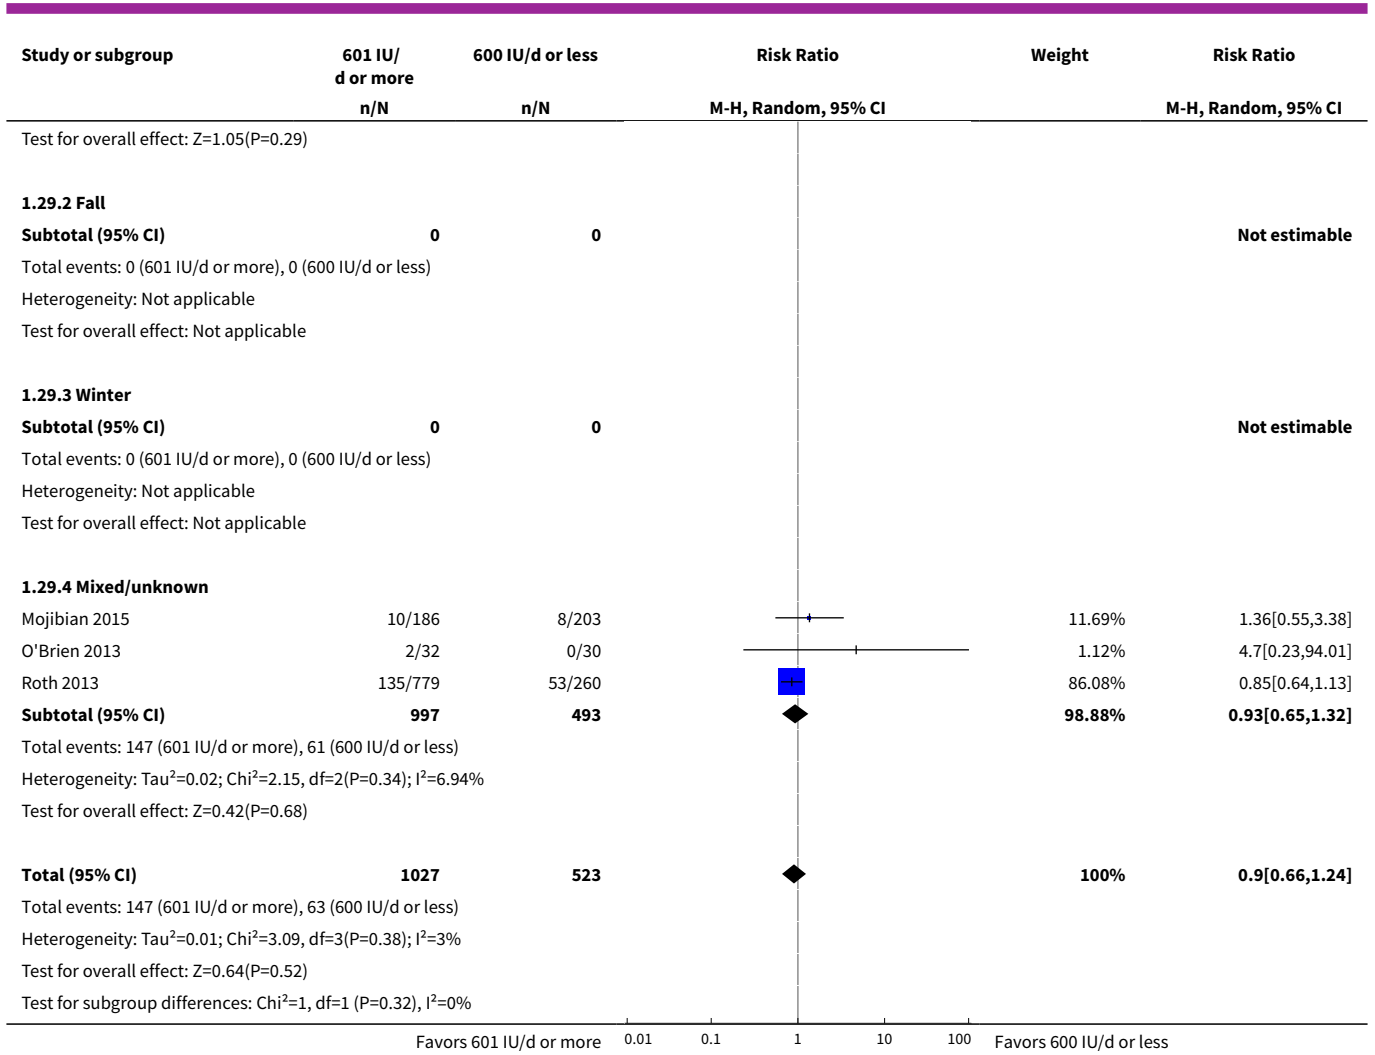 Study or subgroup 601 IU/ 600 IU/d or less Risk Ratio Weight Risk Ratio
d or more
n/N n/N M-H, Random, 95% CI M-H, Random, 95% CI
Test for overall effect: Z=1.05(P=0.29)
1.29.2 Fall
Subtotal (95% CI) 0 0 Not estimable
Total events: 0 (601 IU/d or more), 0 (600 IU/d or less)
Heterogeneity: Not applicable
Test for overall effect: Not applicable
1.29.3 Winter
Subtotal (95% CI) 0 0 Not estimable
Total events: 0 (601 IU/d or more), 0 (600 IU/d or less)
Heterogeneity: Not applicable
Test for overall effect: Not applicable
1.29.4 Mixed/unknown
Mojibian 2015 10/186 8/203 11.69% 1.36[0.55,3.38]
O'Brien 2013 2/32 0/30 1.12% 4.7[0.23,94.01]
Roth 2013 135/779 53/260 86.08% 0.85[0.64,1.13]
Subtotal (95% CI) 997 493 98.88% 0.93[0.65,1.32]
Total events: 147 (601 IU/d or more), 61 (600 IU/d or less)
Heterogeneity: Tau²=0.02; Chi²=2.15, df=2(P=0.34); I²=6.94%
Test for overall effect: Z=0.42(P=0.68)
Total (95% CI) 1027 523 100% 0.9[0.66,1.24]
Total events: 147 (601 IU/d or more), 63 (600 IU/d or less)
Heterogeneity: Tau²=0.01; Chi²=3.09, df=3(P=0.38); I²=3%
Test for overall effect: Z=0.64(P=0.52)
Test for subgroup differences: Chi²=1, df=1 (P=0.32), I²=0%
Favors 601 IU/d or more 0.01 0.1 1 10 100 Favors 600 IU/d or less